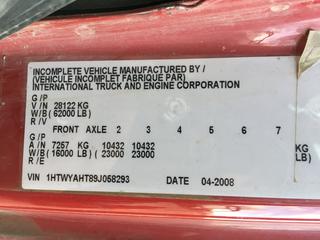 INCOMPLETE VEHICLE MANUFACTURED BY /
(VEHICULE INCOMPLET FABRIQUE PAR)
INTERNATIONAL TRUCK AND ENGINE CORPORATION
G / P
V / N 28122 KG
W/B( 62000 LB)
R / V
FRONT AXLE 2 3 4 5 6 7
G / P
A / N 7257 KG 10432 10432 KG
W/B( 16000 LB) ( 23000 23000 LB)
R / E
VIN 1HTWYAHT89J058293 DATE 04-2008